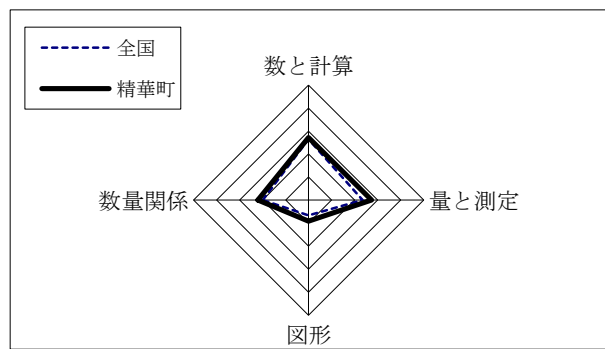 全国
精華町
数と計算
数量関係
量と測定
図形